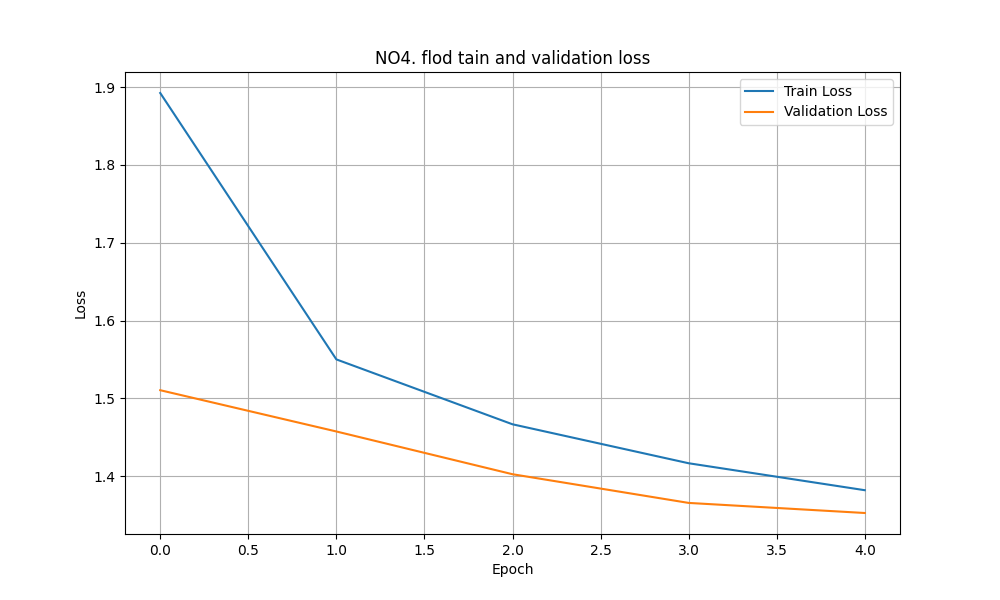 NO4. flod tain and validation loss
Train Loss
Validation Loss
1.9
1.8
1.7
1.6
1.5
1.4
Loss
0.0 0.5 1.0 1.5 2.0 2.5 3.0 3.5 4.0
Epoch